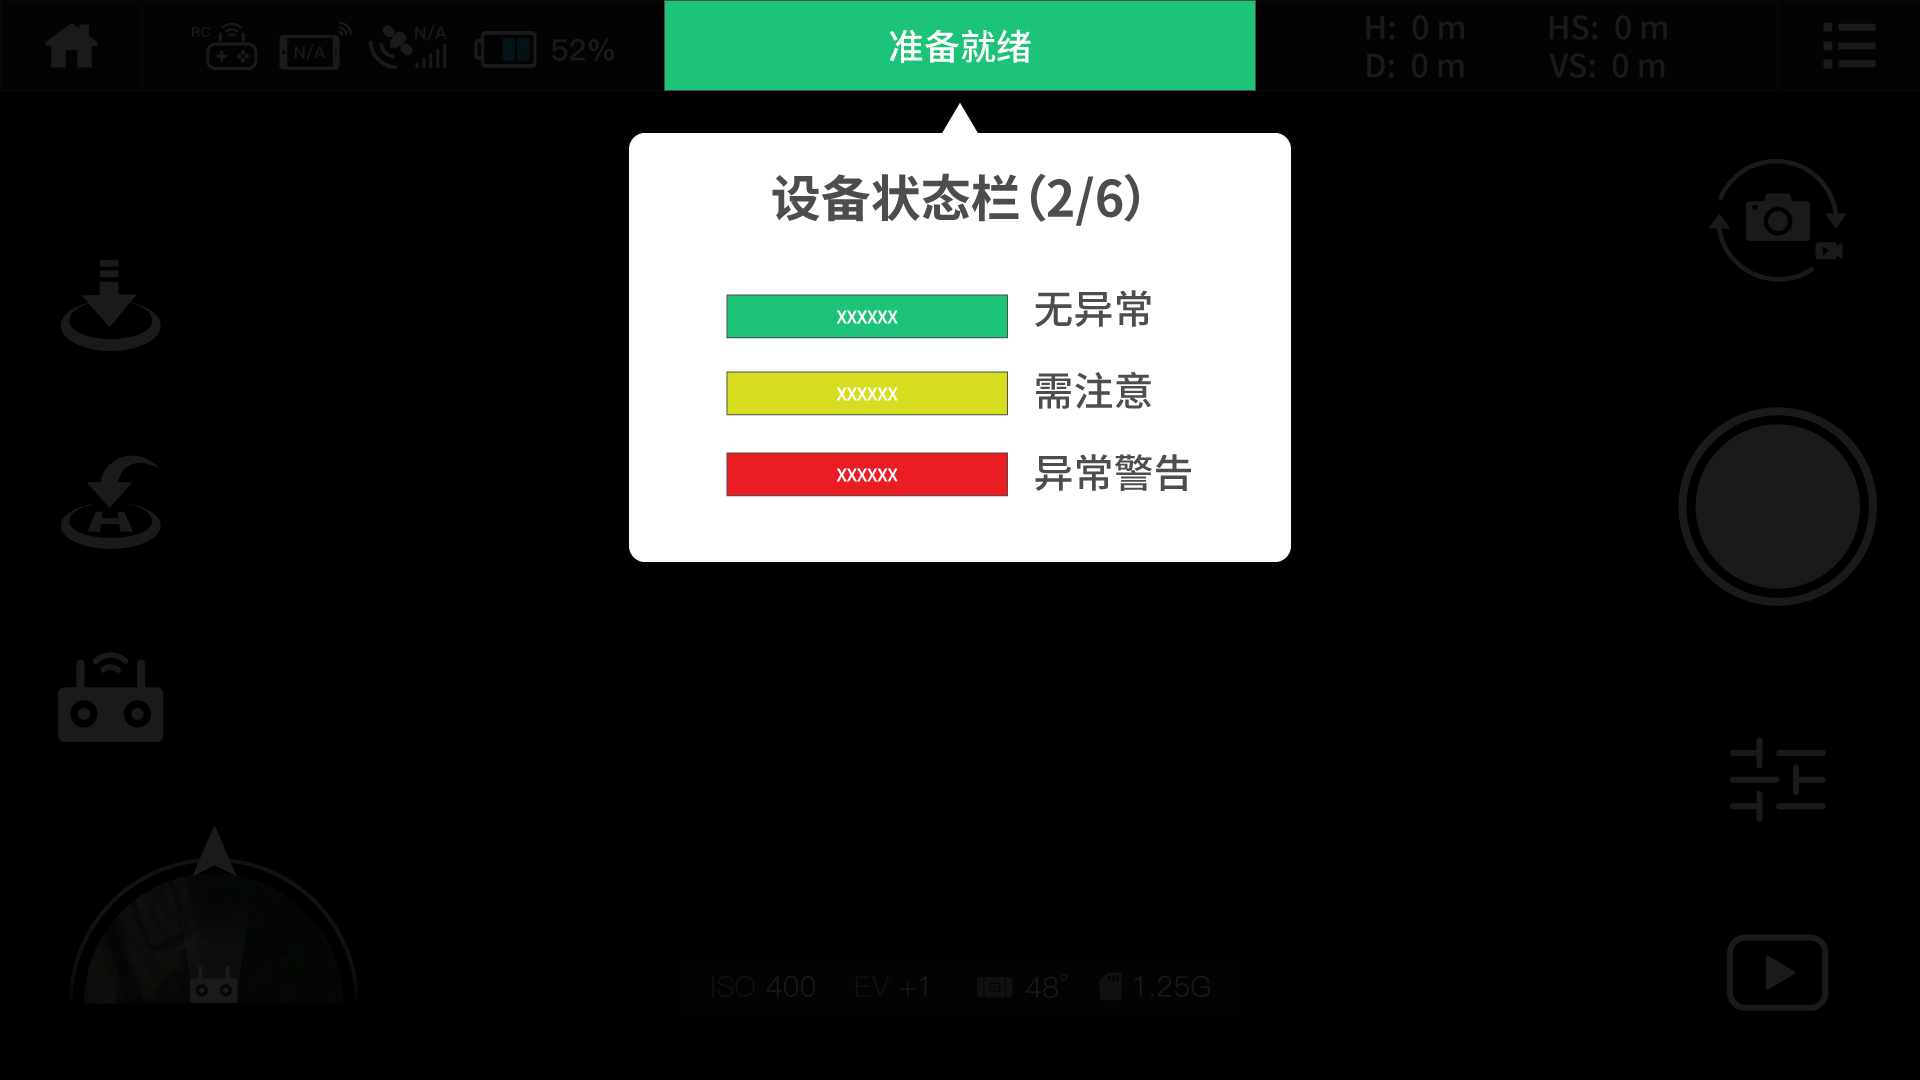 RC
N/A
N/A
52%
准备就绪
H: 0 m
HS: 0 m
D: 0 m
VS: 0 m
设备状态栏(2/6)
XXXXXX 无异常
XXXXXX 需注意
XXXXXX 异常警告
ISO 400 EV +1 48° 1.25G